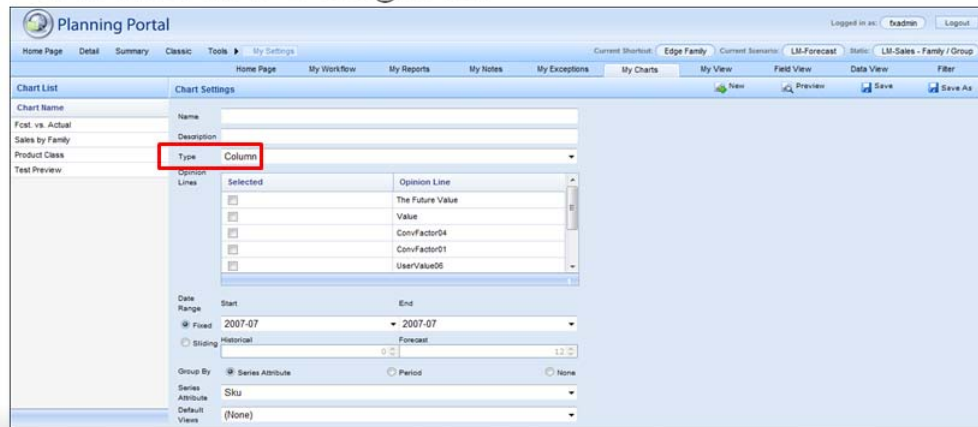 Planning Portal
Logged in as: fxadmin Logout
Home Page Detail Summary Classic Tools My Settings Current Shortcut: Edge Family Current Scenario: LM-Forecast Static: LM-Sales - Family / Group
Home Page My Workflow My Reports My Notes My Exceptions My Charts My View Field View Data View Filter
Chart List Chart Settings New Preview Save Save As
Chart Name
Fcst. vs. Actual
Sales by Family
Product Class
Test Preview
Name
Description
Type Column
Opinion Lines
Selected Opinion Line
The Future Value
Value
ConvFactor04
ConvFactor01
UserValue06
Date Range Start End
Fixed 2007-07 2007-07
Sliding Historical Forecast
0 12
Group By Series Attribute Period None
Series Attribute Sku
Default Views (None)